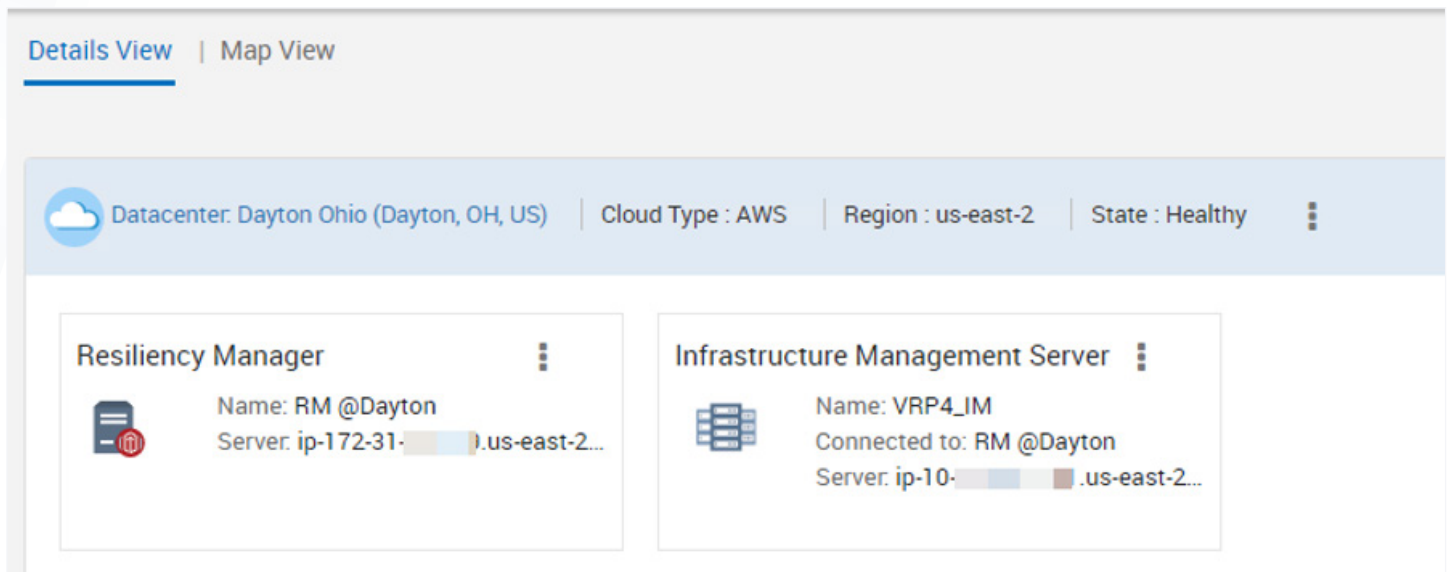 Details View | Map View
Datacenter: Dayton Ohio (Dayton, OH, US) | Cloud Type : AWS | Region : us-east-2 | State : Healthy
Resiliency Manager
Name: RM @Dayton
Server: ip-172-31- .us-east-2...
Infrastructure Management Server
Name: VRP4_IM
Connected to: RM @Dayton
Server: ip-10- .us-east-2...